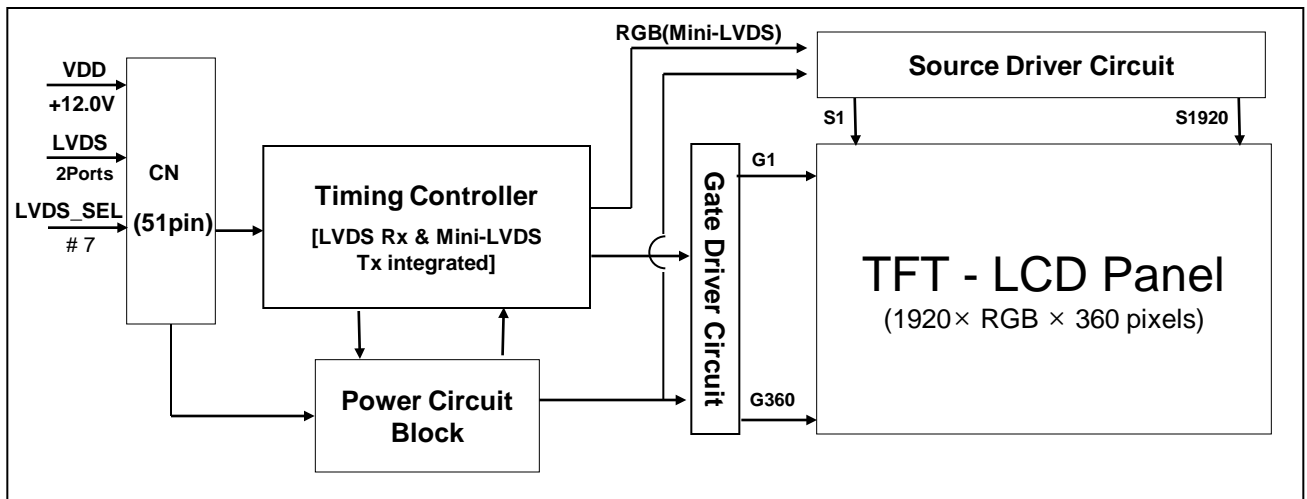 RGB(Mini-LVDS)
Source Driver Circuit
VDD
+12.0V
S1
S1920
LVDS
2Ports
CN
(51pin)
LVDS_SEL
# 7
Timing Controller
[LVDS Rx & Mini-LVDS
Tx integrated]
G1
Gate Driver Circuit
TFT - LCD Panel
(1920× RGB × 360 pixels)
Power Circuit
Block
G360